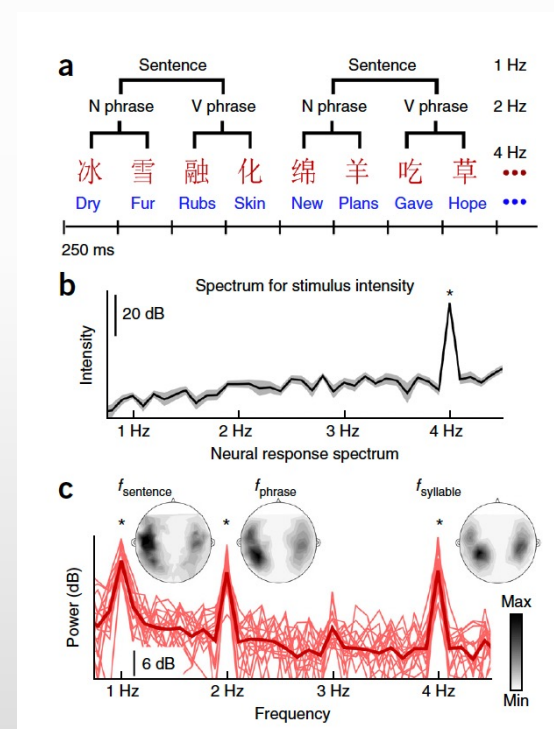 a
Sentence Sentence 1 Hz
N phrase V phrase N phrase V phrase 2 Hz
4 Hz
冰 雪 融 化 绵 羊 吃 草 •••
Dry Fur Rubs Skin New Plans Gave Hope •••
250 ms
b
Spectrum for stimulus intensity
*
20 dB
Intensity
1 Hz 2 Hz 3 Hz 4 Hz
Neural response spectrum
c
fsentence fphrase fsyllable
* * *
Power (dB)
6 dB
Max
Min
1 Hz 2 Hz 3 Hz 4 Hz
Frequency